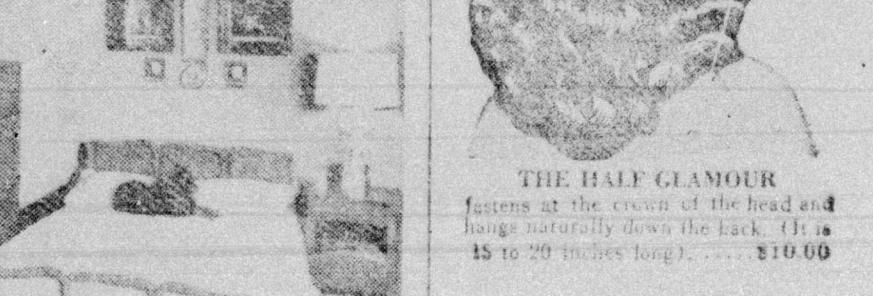 THE HALF GLAMOUR
fastens at the crown of the head and
hangs naturally down the back. (It is
15 to 20 inches long). .....$10.00